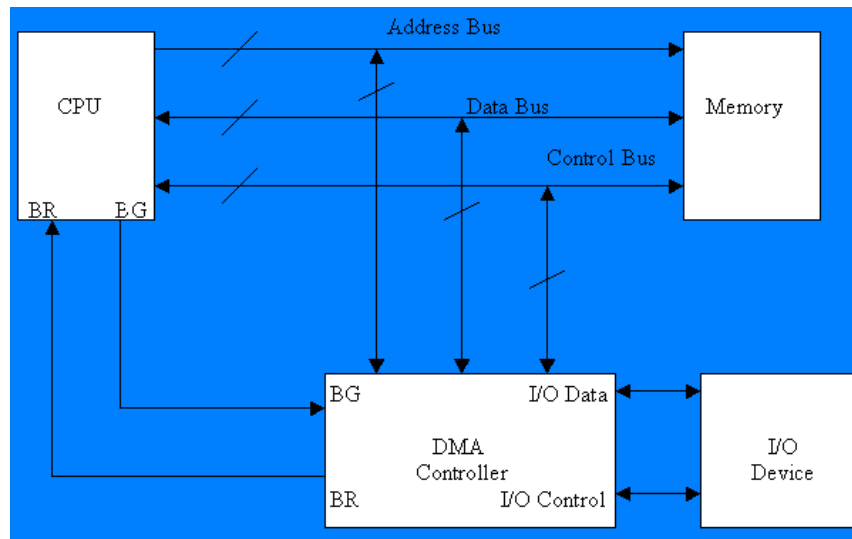 Address Bus
CPU
Data Bus
Memory
Control Bus
BR BG
BG I/O Data
DMA
Controller
I/O
Device
BR I/O Control